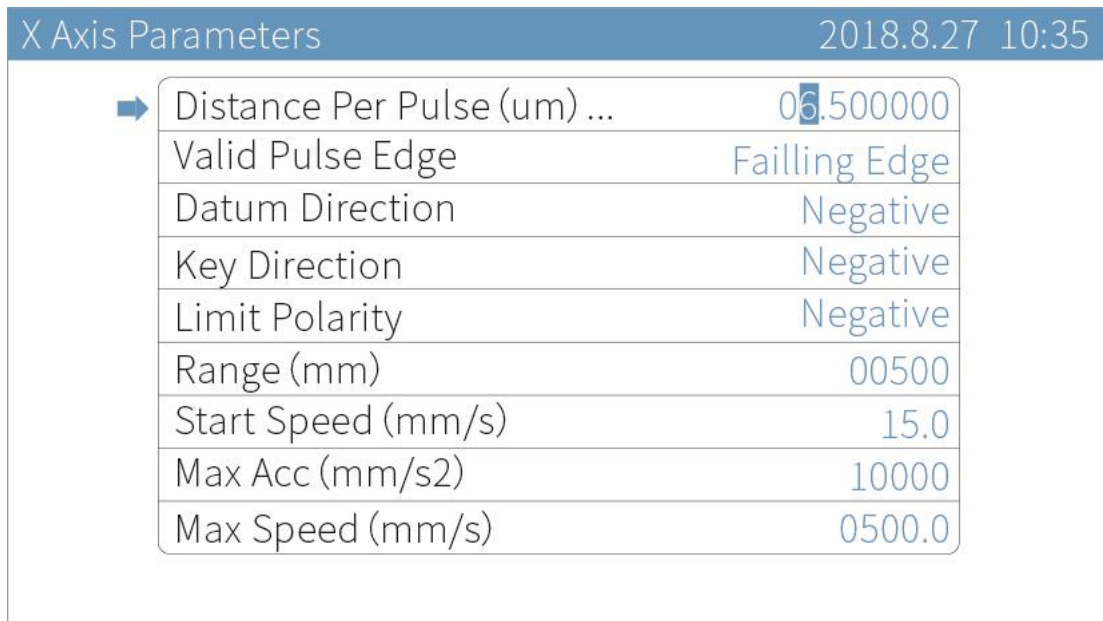 X Axis Parameters 2018.8.27 10:35
Distance Per Pulse (um) ... 06.500000
Valid Pulse Edge Failling Edge
Datum Direction Negative
Key Direction Negative
Limit Polarity Negative
Range (mm) 00500
Start Speed (mm/s) 15.0
Max Acc (mm/s2) 10000
Max Speed (mm/s) 0500.0